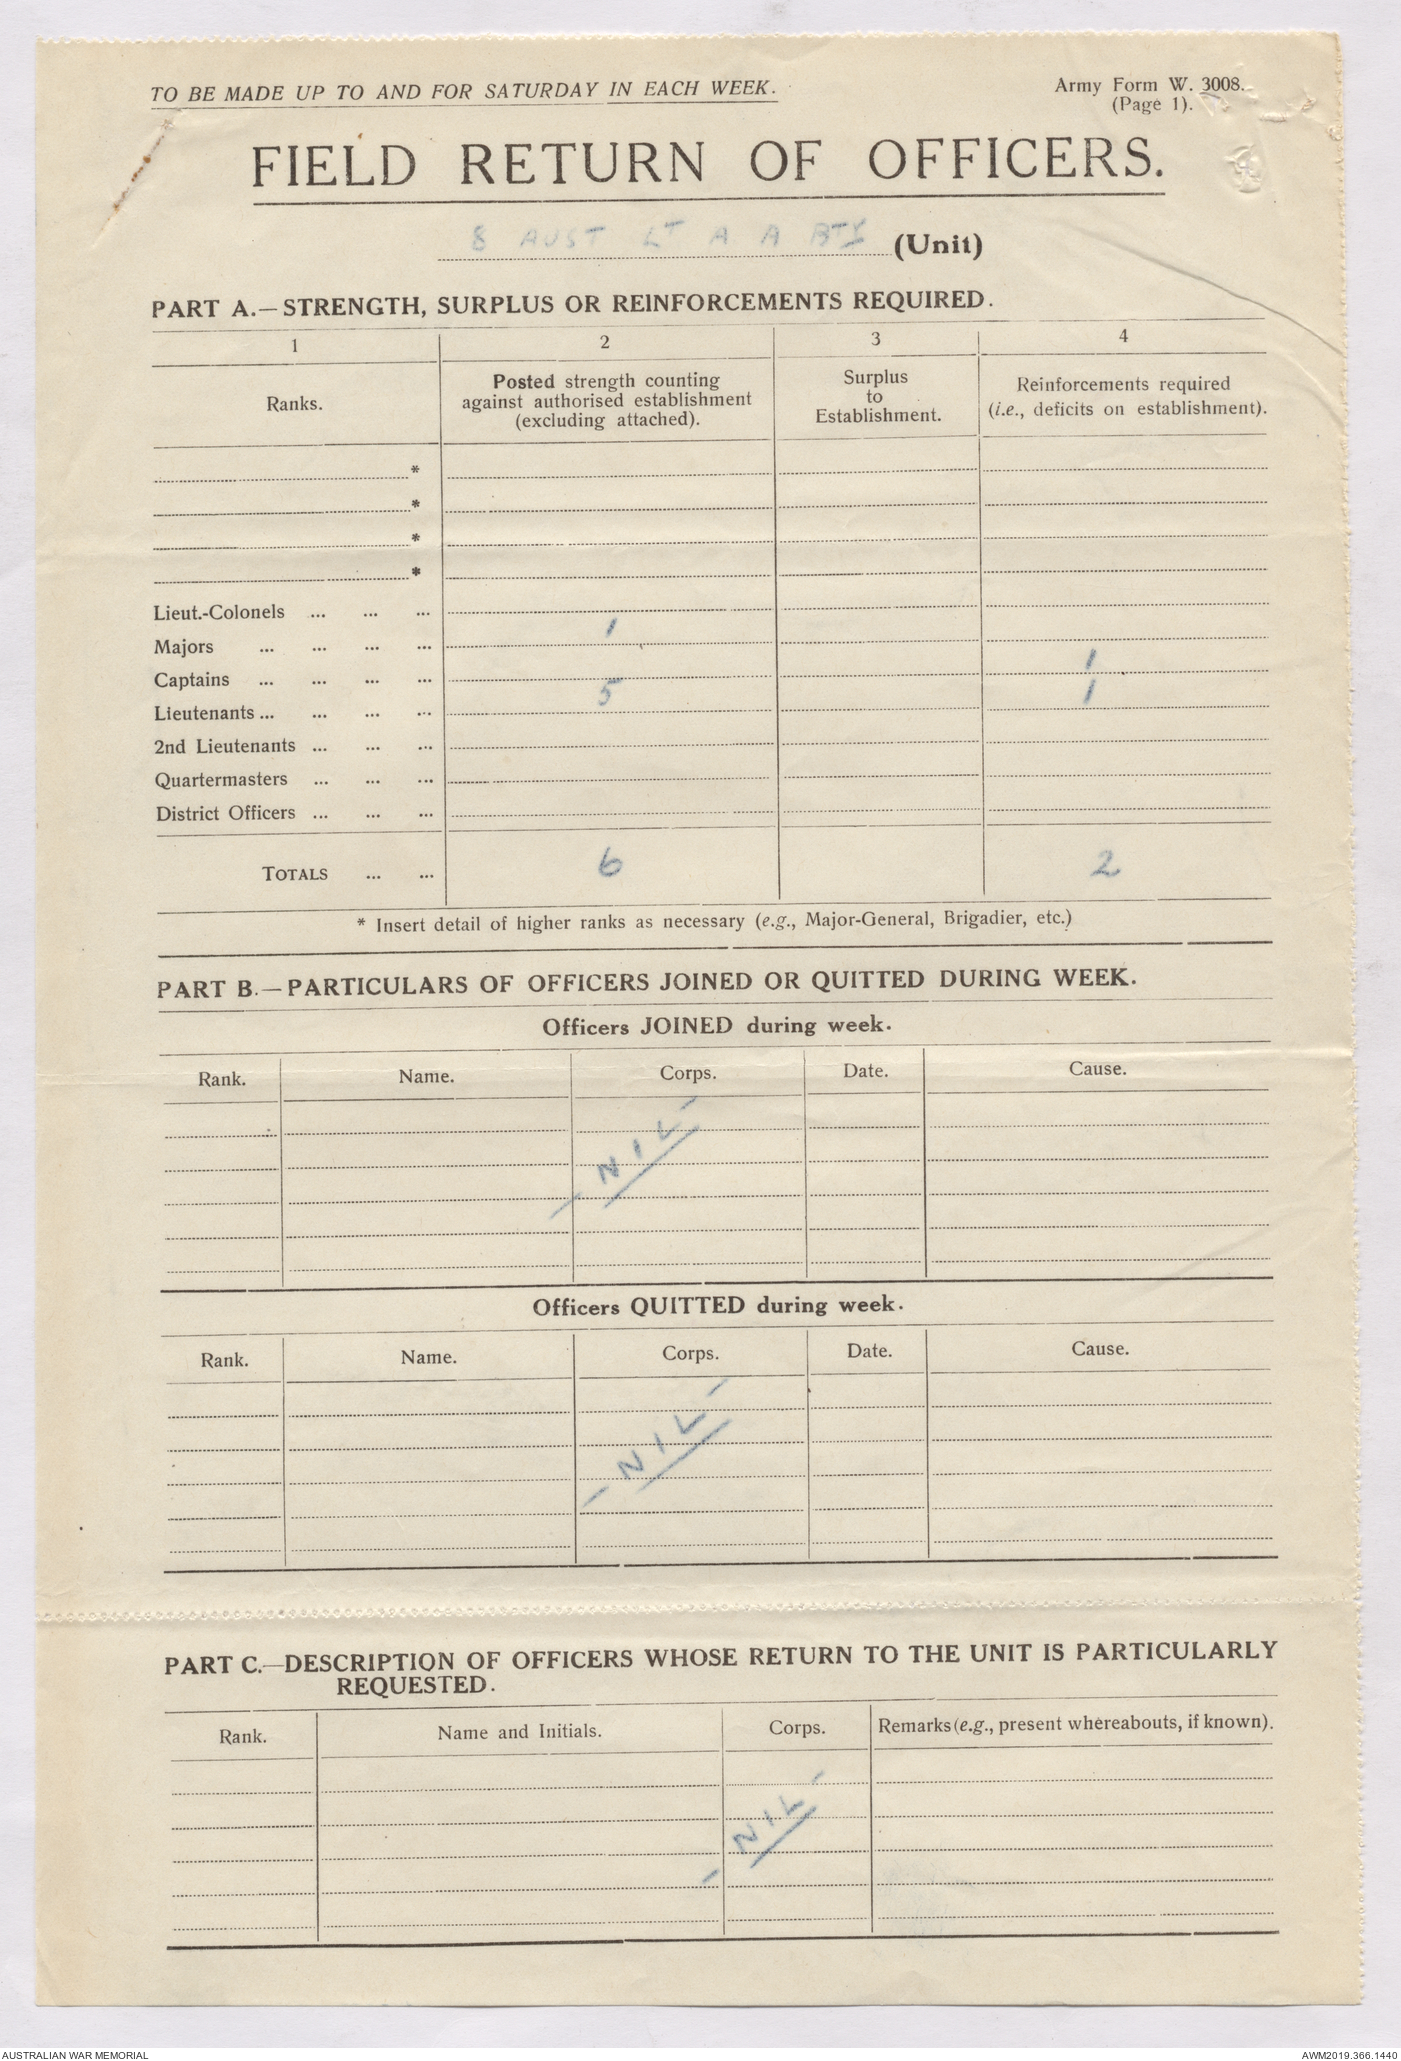 TO BE MADE UP TO AND FOR SATURDAY IN EACH WEEK.
Army Form W. 3008.
(Page 1).
FIELD RETURN OF OFFICERS.
8 AUST LT A A BTY (Unit)
PART A.—STRENGTH, SURPLUS OR REINFORCEMENTS REQUIRED.
1 2 3 4
Ranks. Posted strength counting against authorised establishment (excluding attached). Surplus to Establishment. Reinforcements required (i.e., deficits on establishment).
*
*
*
*
Lieut.-Colonels ... ... ...
Majors ... ... ... ... 1
Captains ... ... ... ... 1
Lieutenants ... ... ... ... 5 1
2nd Lieutenants ... ... ...
Quartermasters ... ... ...
District Officers ... ... ...
TOTALS ... ... 6 2
* Insert detail of higher ranks as necessary (e.g., Major-General, Brigadier, etc.)
PART B.—PARTICULARS OF OFFICERS JOINED OR QUITTED DURING WEEK.
Officers JOINED during week.
Rank. Name. Corps. Date. Cause.
- NIL -
Officers QUITTED during week.
Rank. Name. Corps. Date. Cause.
- NIL -
PART C.—DESCRIPTION OF OFFICERS WHOSE RETURN TO THE UNIT IS PARTICULARLY
REQUESTED.
Rank. Name and Initials. Corps. Remarks (e.g., present whereabouts, if known).
- NIL -
AUSTRALIAN WAR MEMORIAL
AWM2019.366.1440